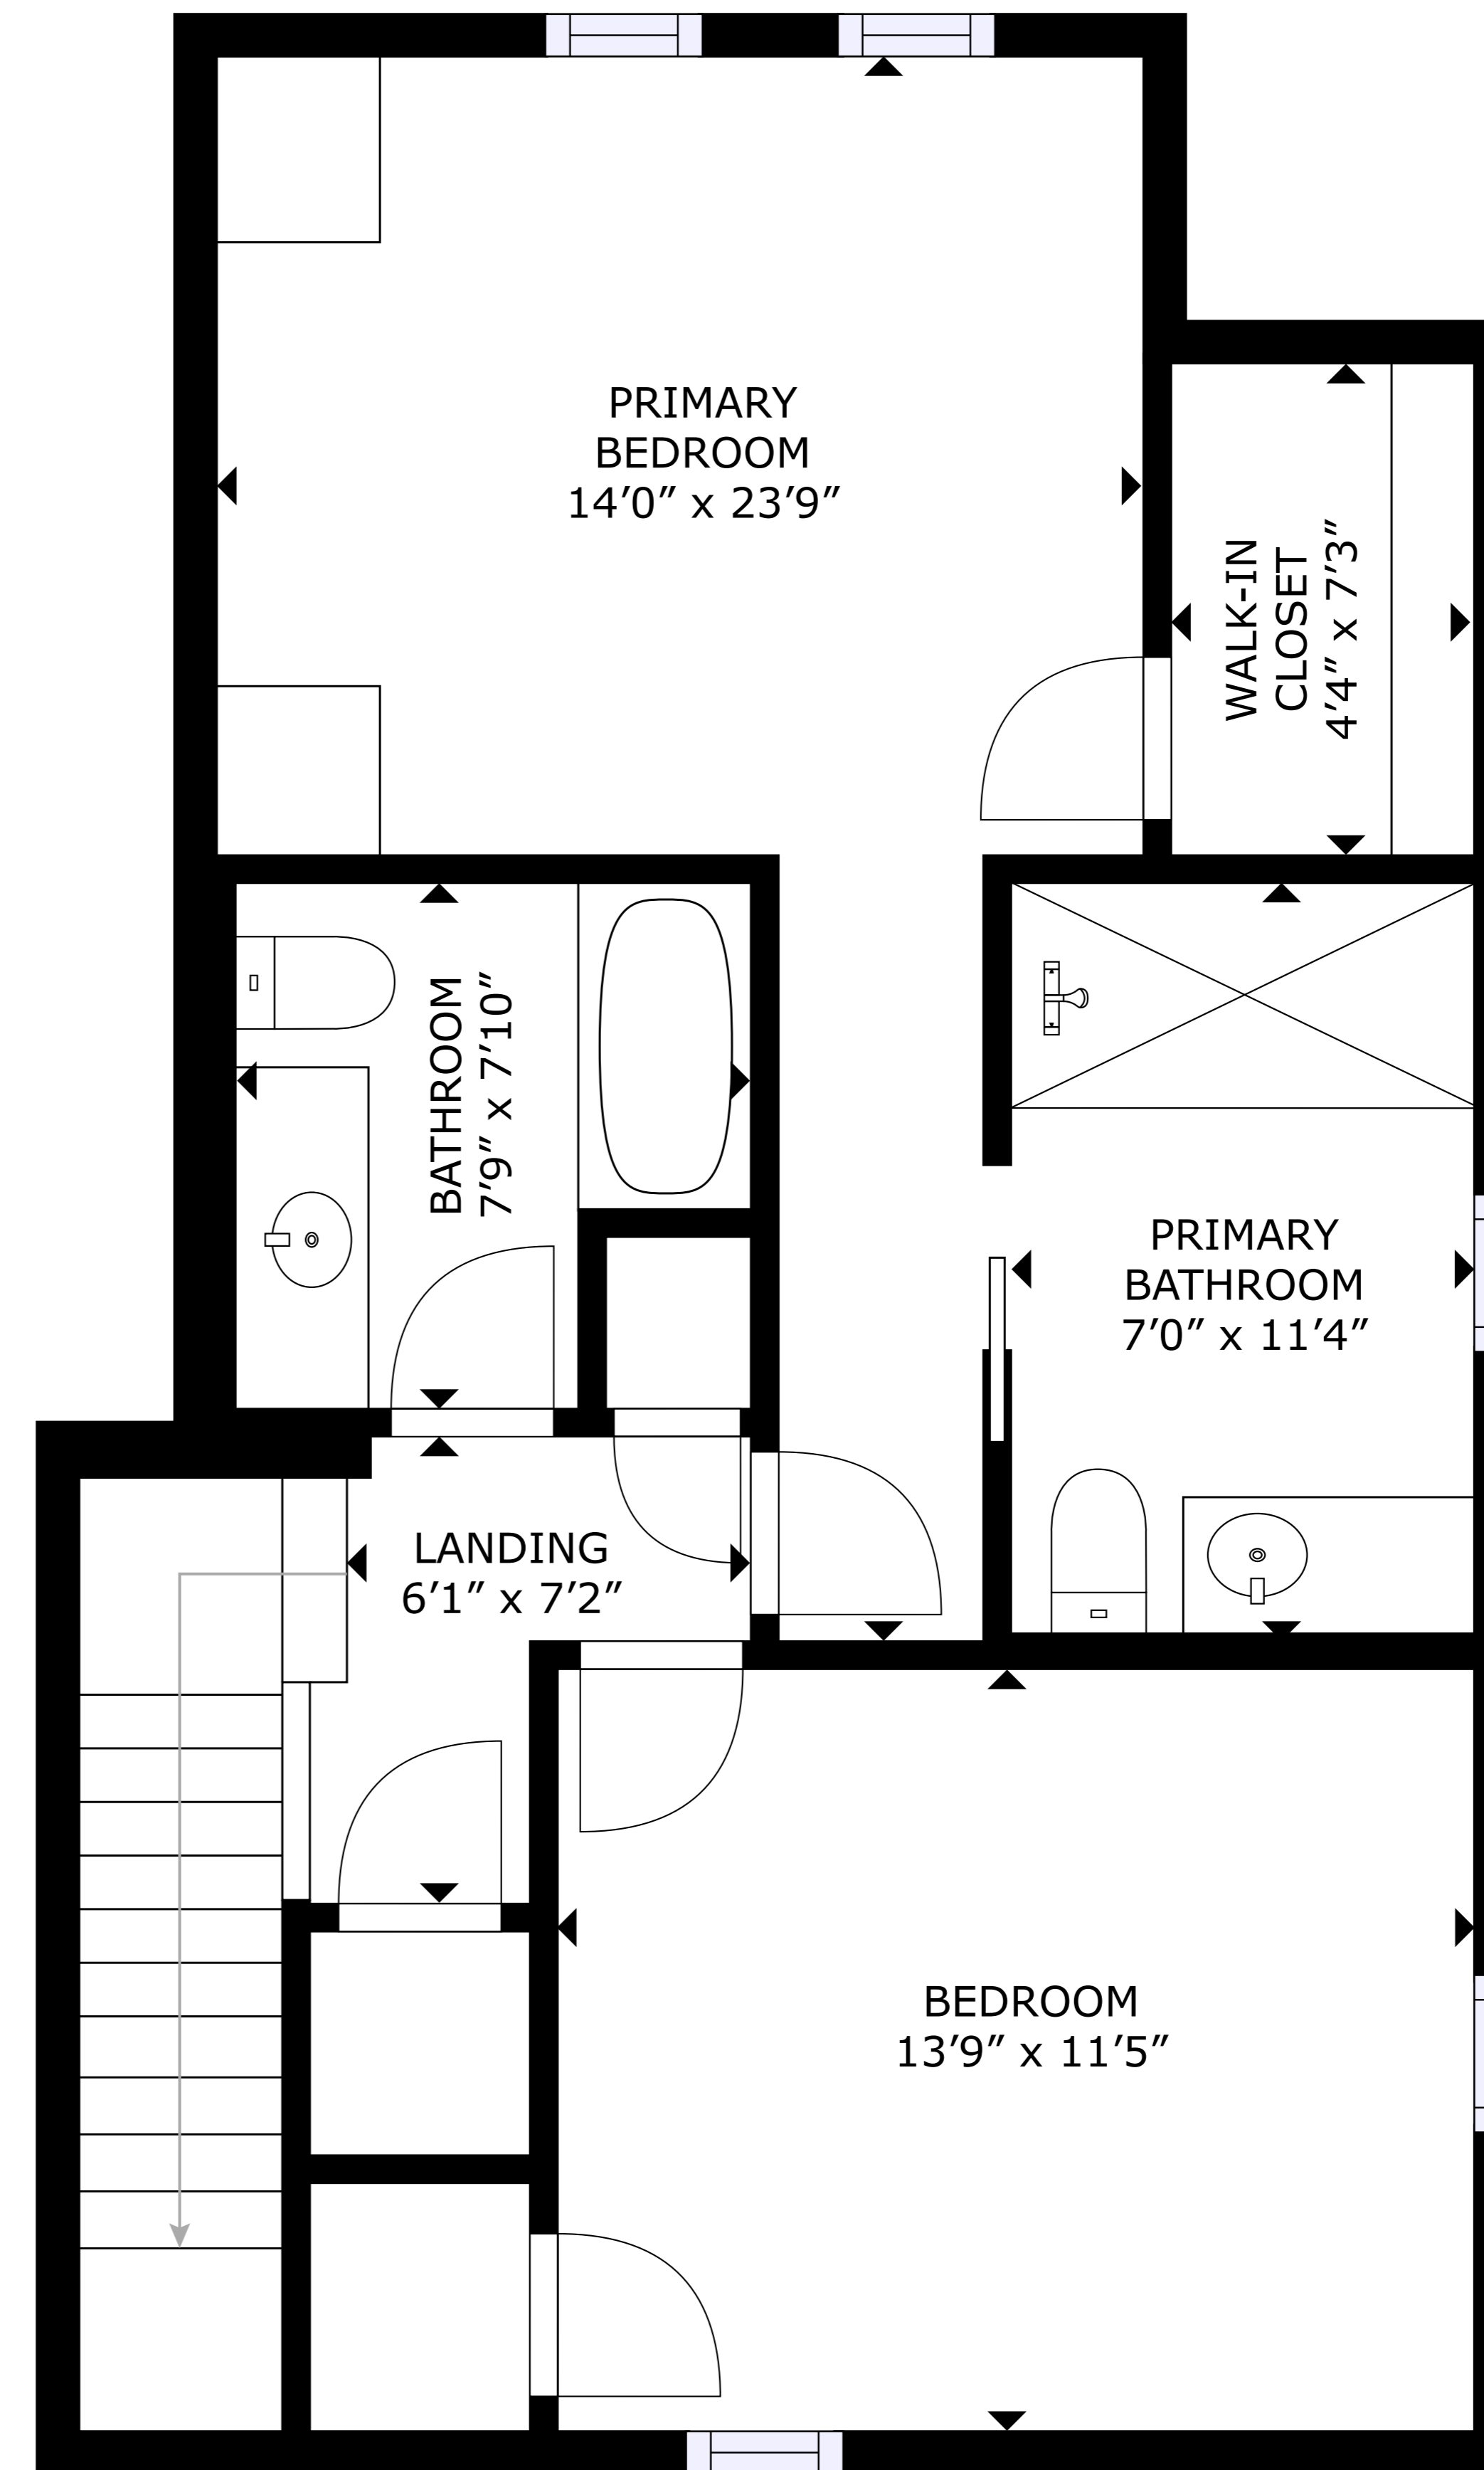 PRIMARY
BEDROOM
14′0″ x 23′9″
WALK-IN
CLOSET
4′4″ x 7′3″
BATHROOM
7′9″ x 7′10″
PRIMARY
BATHROOM
7′0″ x 11′4″
LANDING
6′1″ x 7′2″
BEDROOM
13′9″ x 11′5″